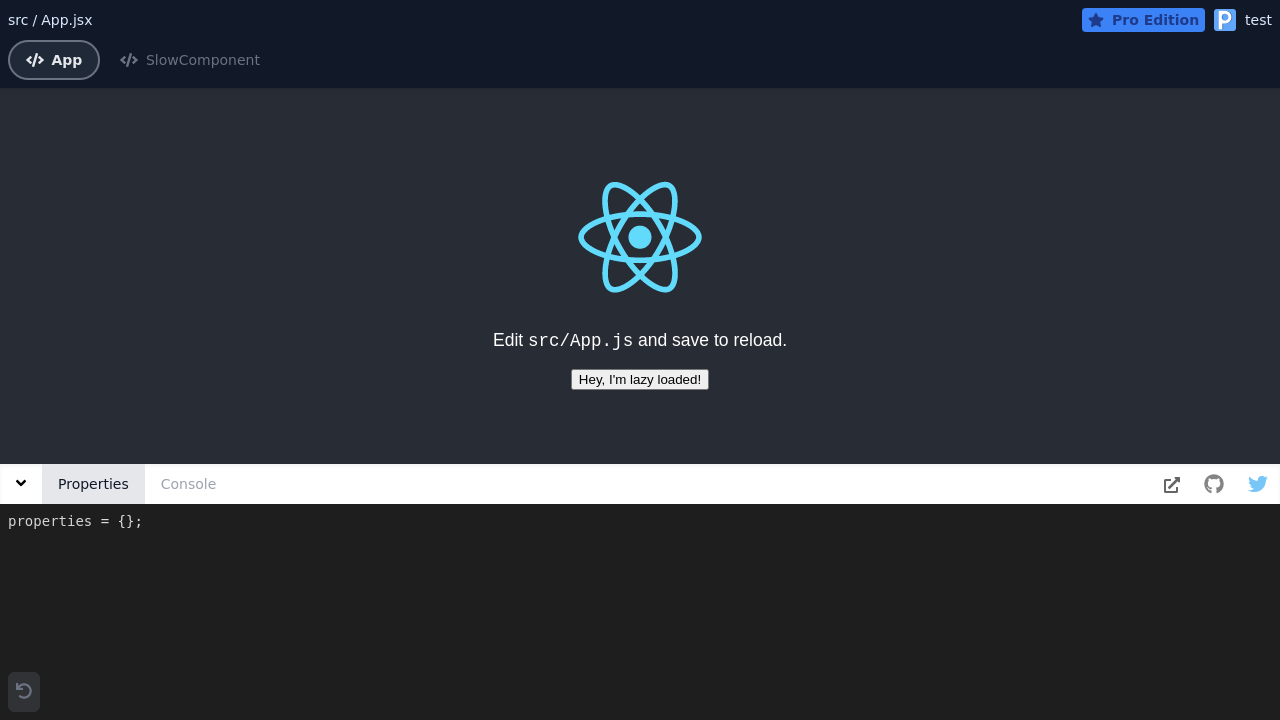 src / App.jsx
Pro Edition
test
App
SlowComponent
Edit src/App.js and save to reload.
Hey, I'm lazy loaded!
Properties
Console
properties = {};